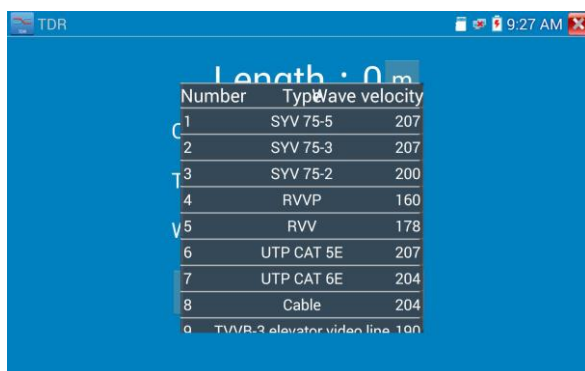 TDR 9:27 AM
Length : 0 m
Number Type Wave velocity
1 SYV 75-5 207
2 SYV 75-3 207
3 SYV 75-2 200
4 RVVP 160
5 RVV 178
6 UTP CAT 5E 207
7 UTP CAT 6E 204
8 Cable 204
9 TVVB-3 elevator video line 190